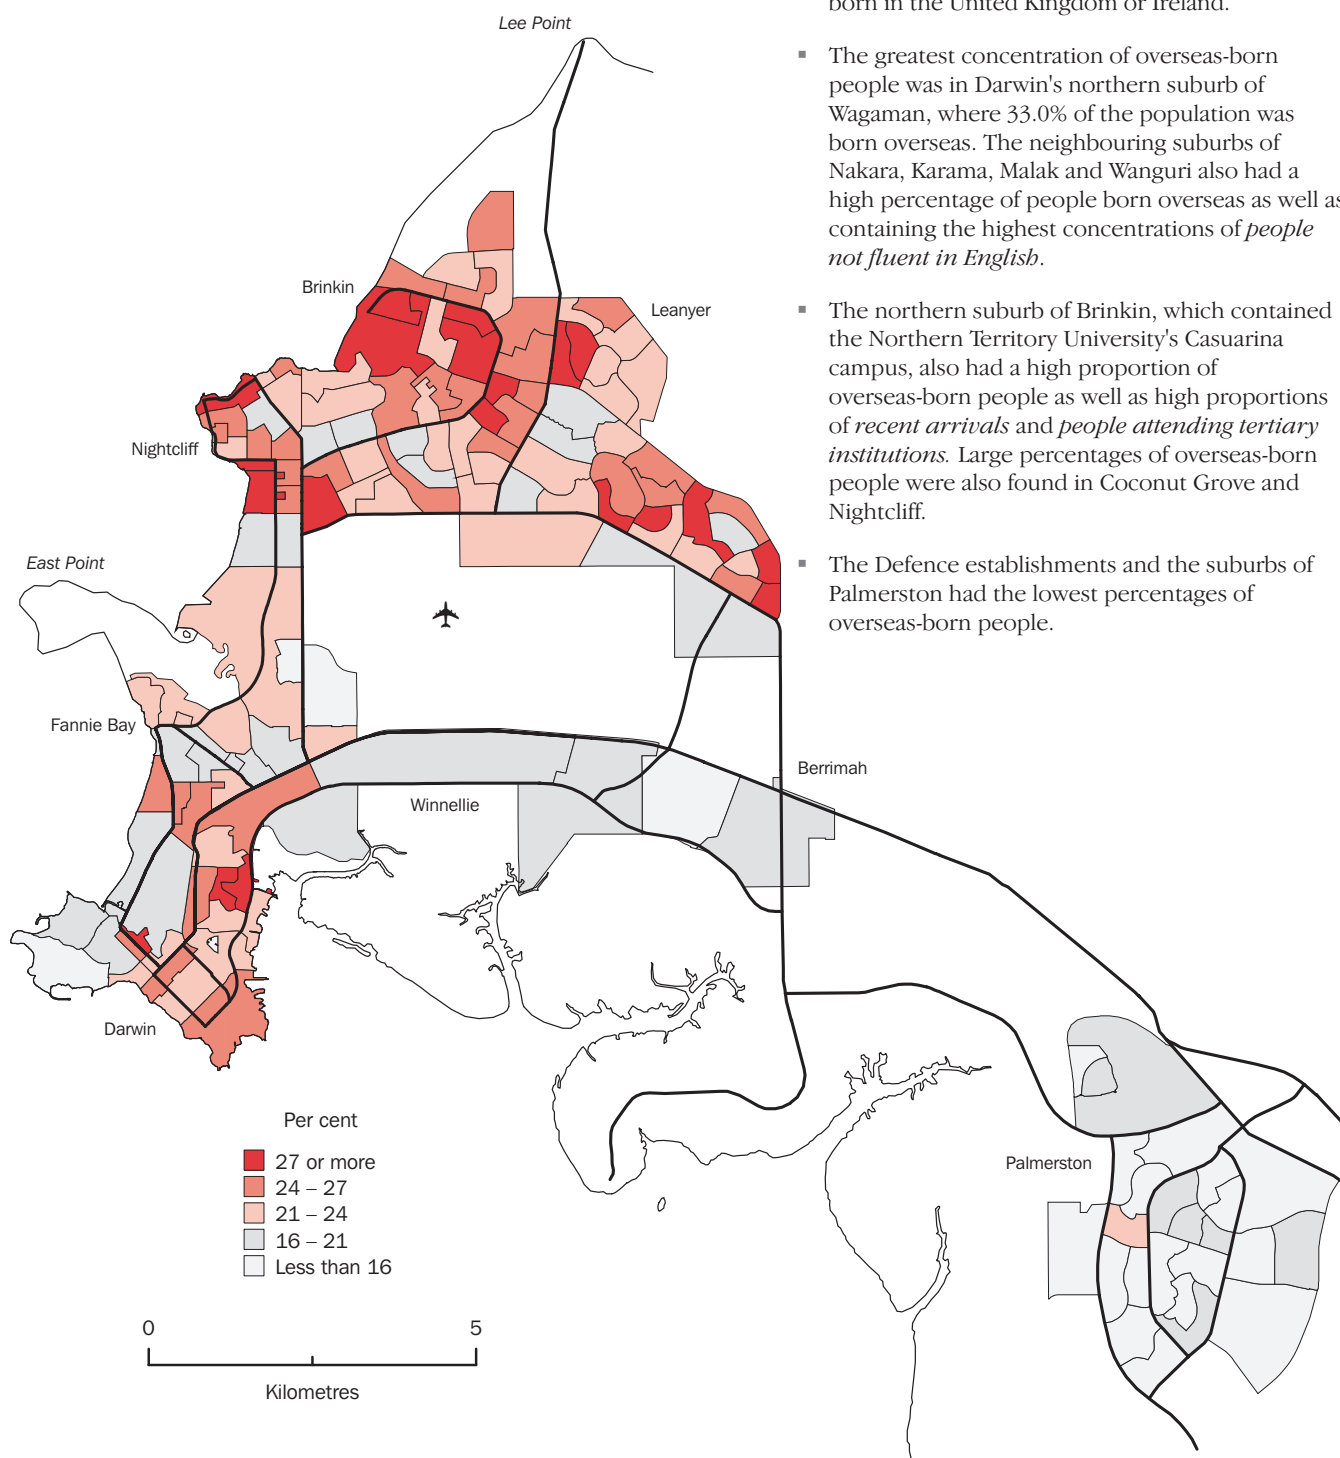 born in the United Kingdom or Ireland.
▪ The greatest concentration of overseas-born
people was in Darwin's northern suburb of
Wagaman, where 33.0% of the population was
born overseas. The neighbouring suburbs of
Nakara, Karama, Malak and Wanguri also had a
high percentage of people born overseas as well as
containing the highest concentrations of people
not fluent in English.
▪ The northern suburb of Brinkin, which contained
the Northern Territory University's Casuarina
campus, also had a high proportion of
overseas-born people as well as high proportions
of recent arrivals and people attending tertiary
institutions. Large percentages of overseas-born
people were also found in Coconut Grove and
Nightcliff.
▪ The Defence establishments and the suburbs of
Palmerston had the lowest percentages of
overseas-born people.
Lee Point
Brinkin
Leanyer
Nightcliff
East Point
Fannie Bay
Berrimah
Winnellie
Darwin
Palmerston
Per cent
27 or more
24 – 27
21 – 24
16 – 21
Less than 16
0 5
Kilometres